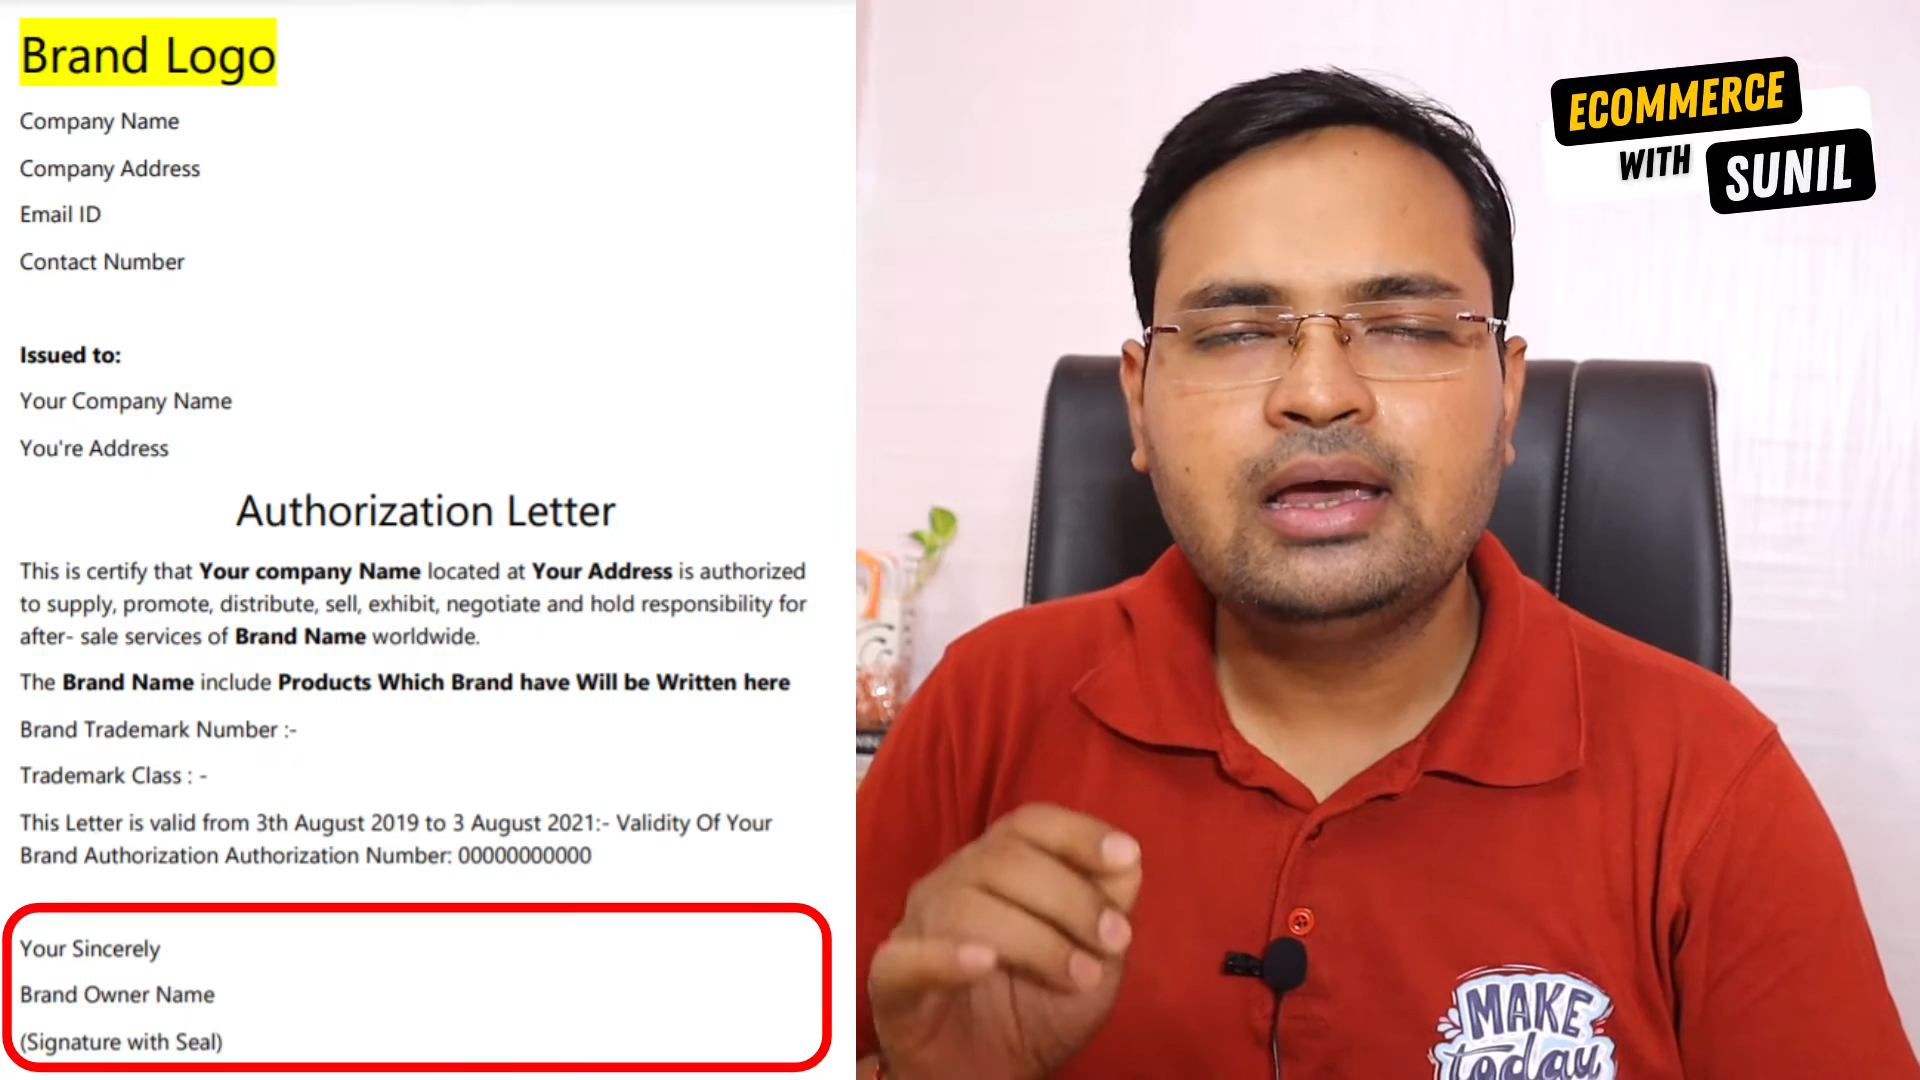 Brand Logo
Company Name
Company Address
Email ID
Contact Number
Issued to:
Your Company Name
You're Address
Authorization Letter
This is certify that Your company Name located at Your Address is authorized
to supply, promote, distribute, sell, exhibit, negotiate and hold responsibility for
after- sale services of Brand Name worldwide.
The Brand Name include Products Which Brand have Will be Written here
Brand Trademark Number :-
Trademark Class : -
This Letter is valid from 3th August 2019 to 3 August 2021:- Validity Of Your
Brand Authorization Authorization Number: 00000000000
Your Sincerely
Brand Owner Name
(Signature with Seal)
ECOMMERCE
WITH SUNIL
MAKE
today